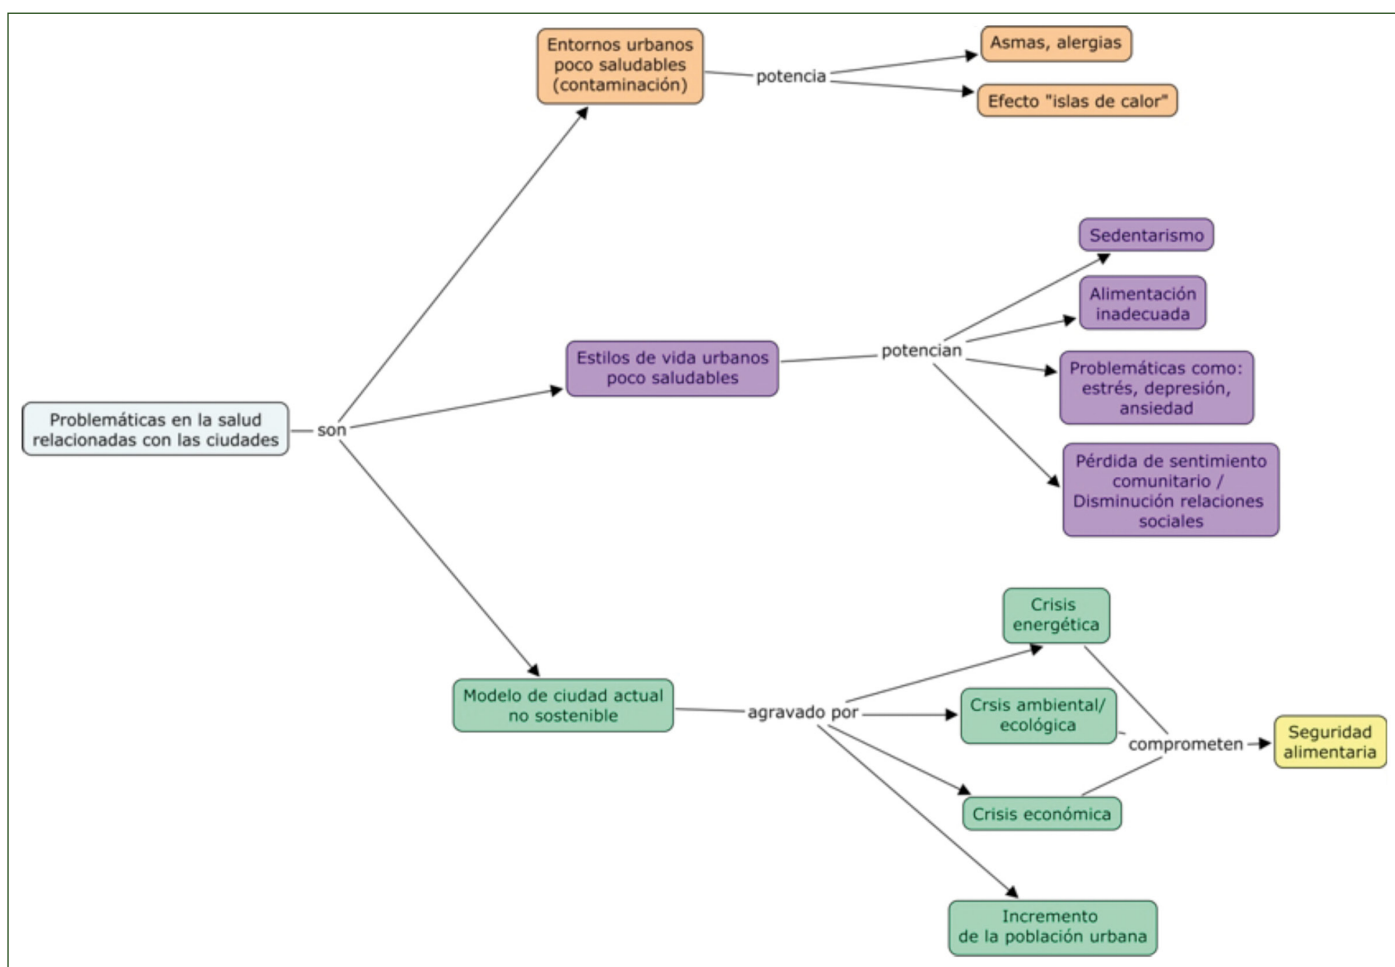 Entornos urbanos
poco saludables
(contaminación)
potencia
Asmas, alergias
Efecto "islas de calor"
Problemáticas en la salud
relacionadas con las ciudades
son
Estilos de vida urbanos
poco saludables
potencian
Sedentarismo
Alimentación
inadecuada
Problemáticas como:
estrés, depresión,
ansiedad
Pérdida de sentimiento
comunitario /
Disminución relaciones
sociales
Modelo de ciudad actual
no sostenible
agravado por
Crisis
energética
Crsis ambiental/
ecológica
Crisis económica
Incremento
de la población urbana
comprometen
Seguridad
alimentaria